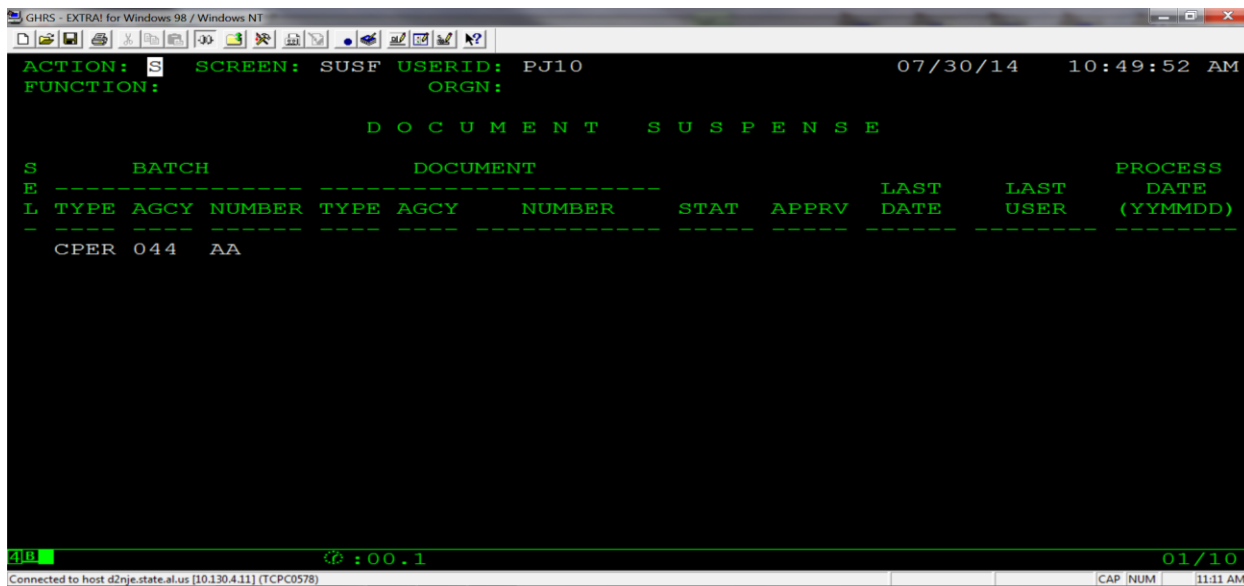 GHRS - EXTRA! for Windows 98 / Windows NT
ACTION: S SCREEN: SUSF USERID: PJ10 07/30/14 10:49:52 AM
FUNCTION: ORGN:
D O C U M E N T S U S P E N S E
S BATCH DOCUMENT PROCESS
E ---------------- ---------------------- LAST LAST DATE
L TYPE AGCY NUMBER TYPE AGCY NUMBER STAT APPRV DATE USER (YYMMDD)
- ---- ---- ------ ---- ---- ------------ ----- ----- ------ -------- --------
CPER 044 AA
4B :00.1 01/10
Connected to host d2nje.state.al.us [10.130.4.11] (TCPC0578) CAP NUM 11:11 AM